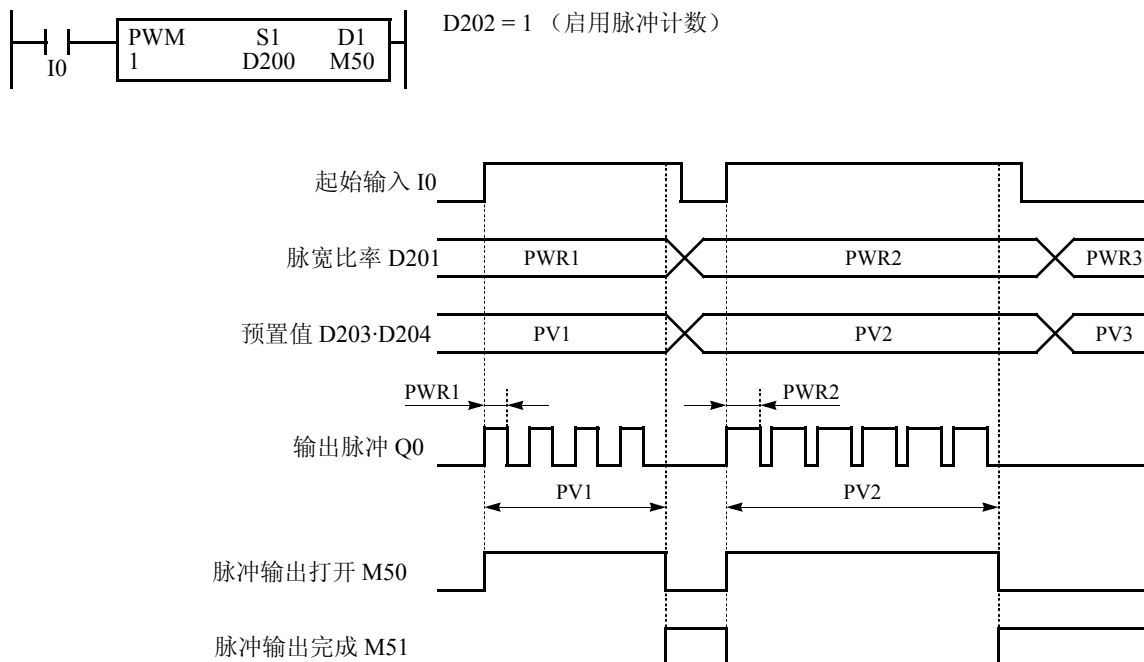 PWM S1 D1
1 D200 M50
I0
D202 = 1 （启用脉冲计数）
起始输入 I0
脉宽比率 D201 PWR1 PWR2 PWR3
预置值 D203·D204 PV1 PV2 PV3
PWR1 PWR2
输出脉冲 Q0
PV1 PV2
脉冲输出打开 M50
脉冲输出完成 M51